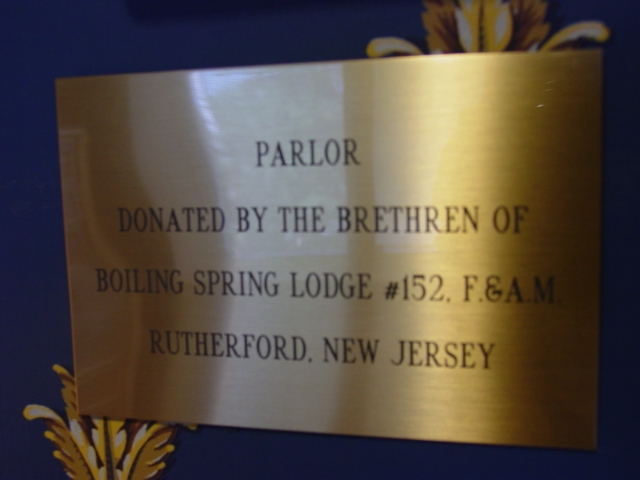 PARLOR
DONATED BY THE BRETHREN OF
BOILING SPRING LODGE #152, F.&A.M.
RUTHERFORD, NEW JERSEY